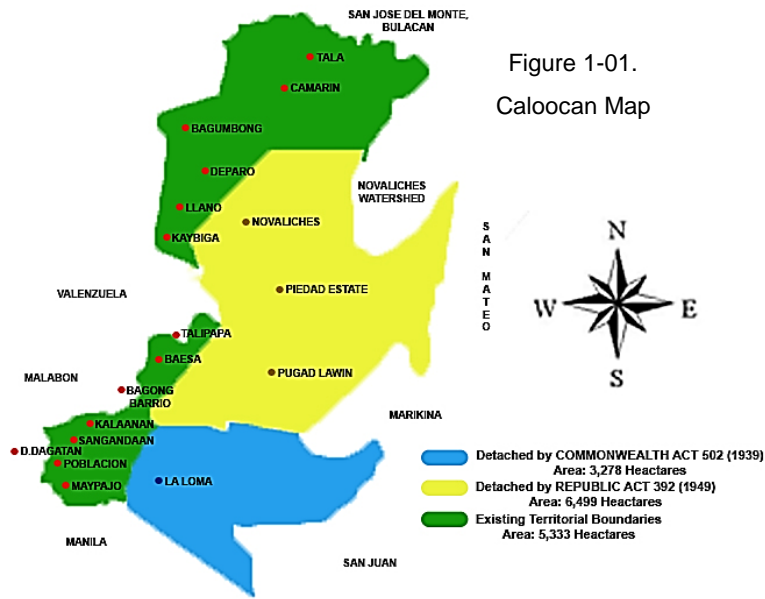 SAN JOSE DEL MONTE,
BULACAN
Figure 1-01.
Caloocan Map
TALA
CAMARIN
BAGUMBONG
DEPARO
NOVALICHES
WATERSHED
LLANO
NOVALICHES
KAYBIGA
SAN MATEO
N
W
E
S
PIEDAD ESTATE
VALENZUELA
TALIPAPA
BAESA
PUGAD LAWIN
MALABON
BAGONG
BARRIO
MARIKINA
KALAANAN
SANGANDAAN
D.DAGATAN
POBLACION
MAYPAJO
LA LOMA
Detached by COMMONWEALTH ACT 502 (1939)
Area: 3,278 Heactares
Detached by REPUBLIC ACT 392 (1949)
Area: 6,499 Heactares
Existing Territorial Boundaries
Area: 5,333 Heactares
MANILA
SAN JUAN